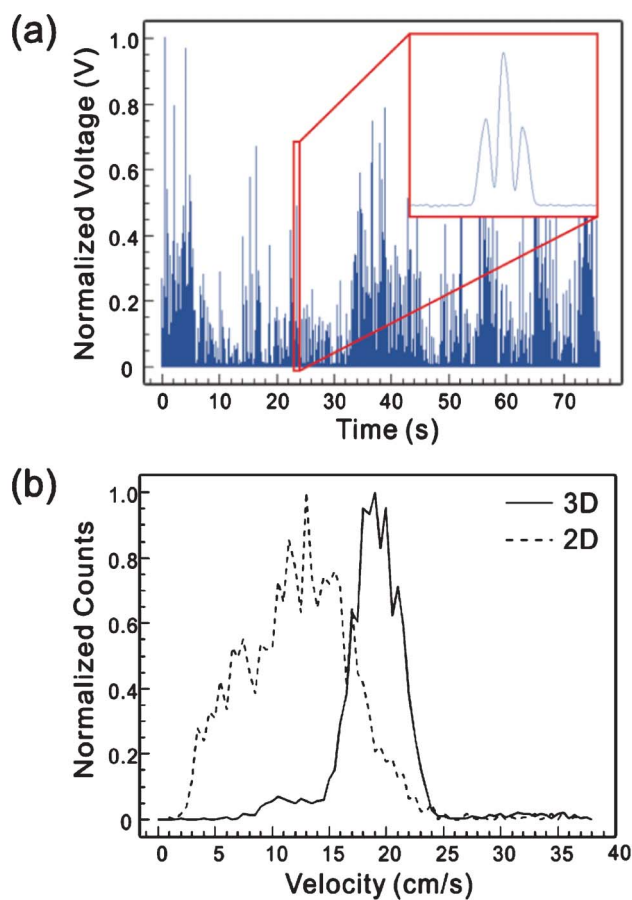 (a)
Normalized Voltage (V)
1.0
0.8
0.6
0.4
0.2
0
0 10 20 30 40 50 60 70
Time (s)
(b)
3D
2D
Normalized Counts
1.0
0.8
0.6
0.4
0.2
0
0 5 10 15 20 25 30 35 40
Velocity (cm/s)